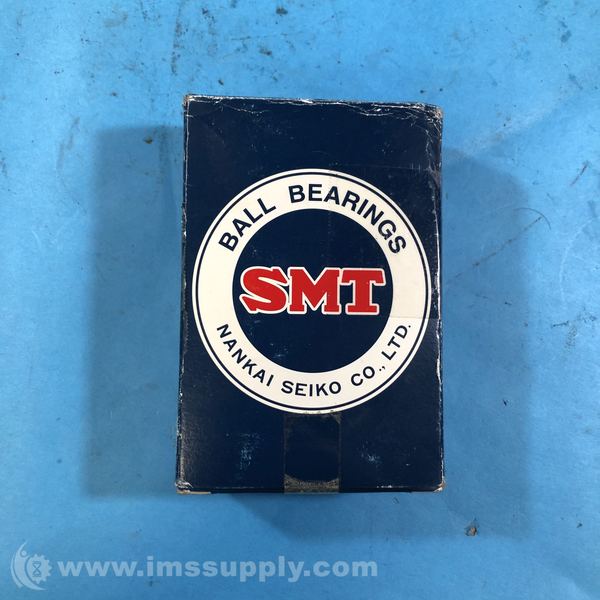 BALL BEARINGS
SMT
NANKAI SEIKO CO., LTD.
www.imssupply.com